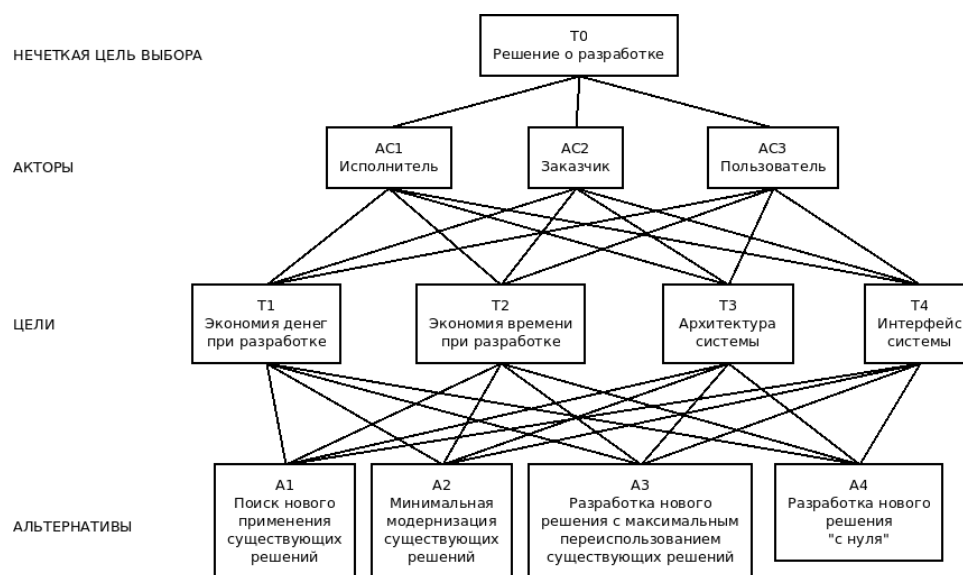 НЕЧЕТКАЯ ЦЕЛЬ ВЫБОРА
T0
Решение о разработке
АКТОРЫ
AC1
Исполнитель
AC2
Заказчик
AC3
Пользователь
ЦЕЛИ
T1
Экономия денег
при разработке
T2
Экономия времени
при разработке
T3
Архитектура
системы
T4
Интерфейс
системы
АЛЬТЕРНАТИВЫ
A1
Поиск нового
применения
существующих
решений
A2
Минимальная
модернизация
существующих
решений
A3
Разработка нового
решения с максимальным
переиспользованием
существующих решений
A4
Разработка нового
решения
"с нуля"